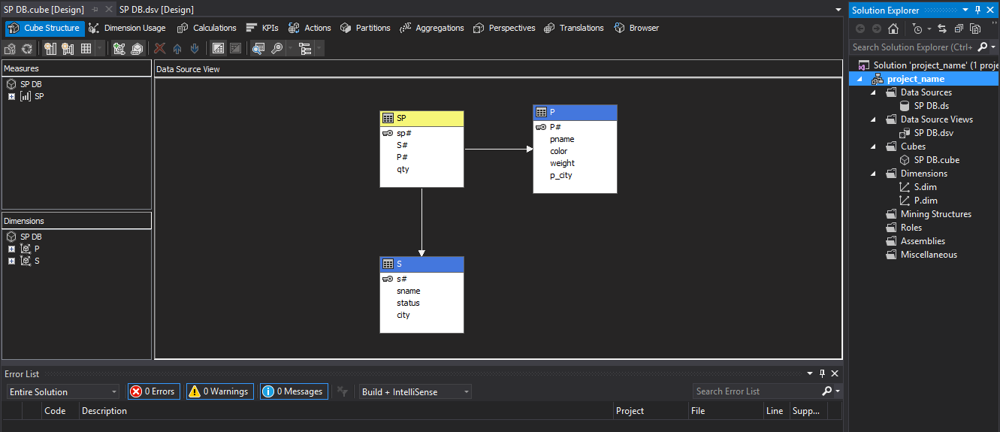 SP DB.cube [Design]
SP DB.dsv [Design]
Cube Structure
Dimension Usage
Calculations
KPIs
Actions
Partitions
Aggregations
Perspectives
Translations
Browser
Measures
SP DB
SP
Dimensions
SP DB
P
S
Data Source View
SP
sp#
S#
P#
qty
P
P#
pname
color
weight
p_city
S
s#
sname
status
city
Error List
Entire Solution
0 Errors
0 Warnings
0 Messages
Build + IntelliSense
Search Error List
Code
Description
Project
File
Line
Supp...
Solution Explorer
Search Solution Explorer (Ctrl+
Solution 'project_name' (1 proje
project_name
Data Sources
SP DB.ds
Data Source Views
SP DB.dsv
Cubes
SP DB.cube
Dimensions
S.dim
P.dim
Mining Structures
Roles
Assemblies
Miscellaneous